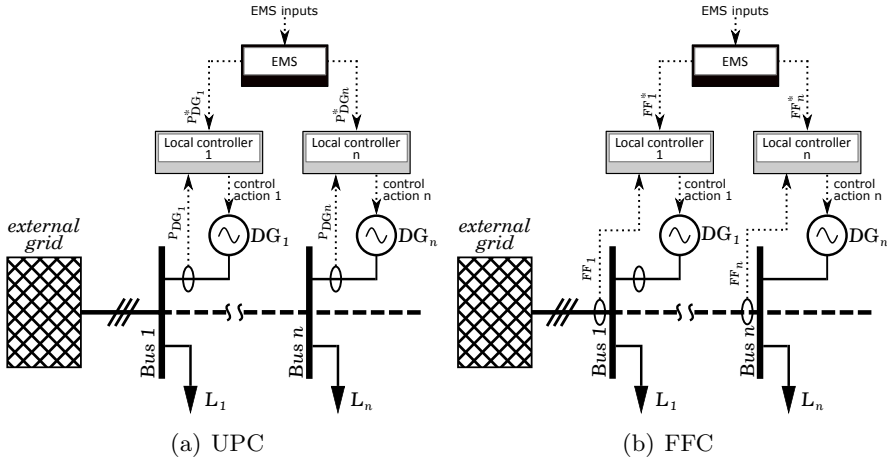 EMS inputs
EMS
P*DG1
P*DGn
Local controller
1
Local controller
n
control
action 1
control
action n
PDG1
PDGn
DG1
DGn
external
grid
Bus 1
Bus n
L1
Ln
(a) UPC
EMS inputs
EMS
FF*1
FF*n
Local controller
1
Local controller
n
control
action 1
control
action n
FF1
FFn
DG1
DGn
external
grid
Bus 1
Bus n
L1
Ln
(b) FFC